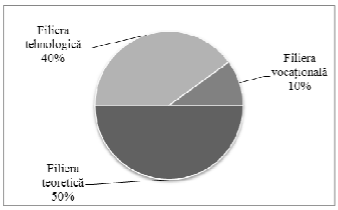 Filiera
tehnologică
40%
Filiera
vocațională
10%
Filiera
teoretică
50%